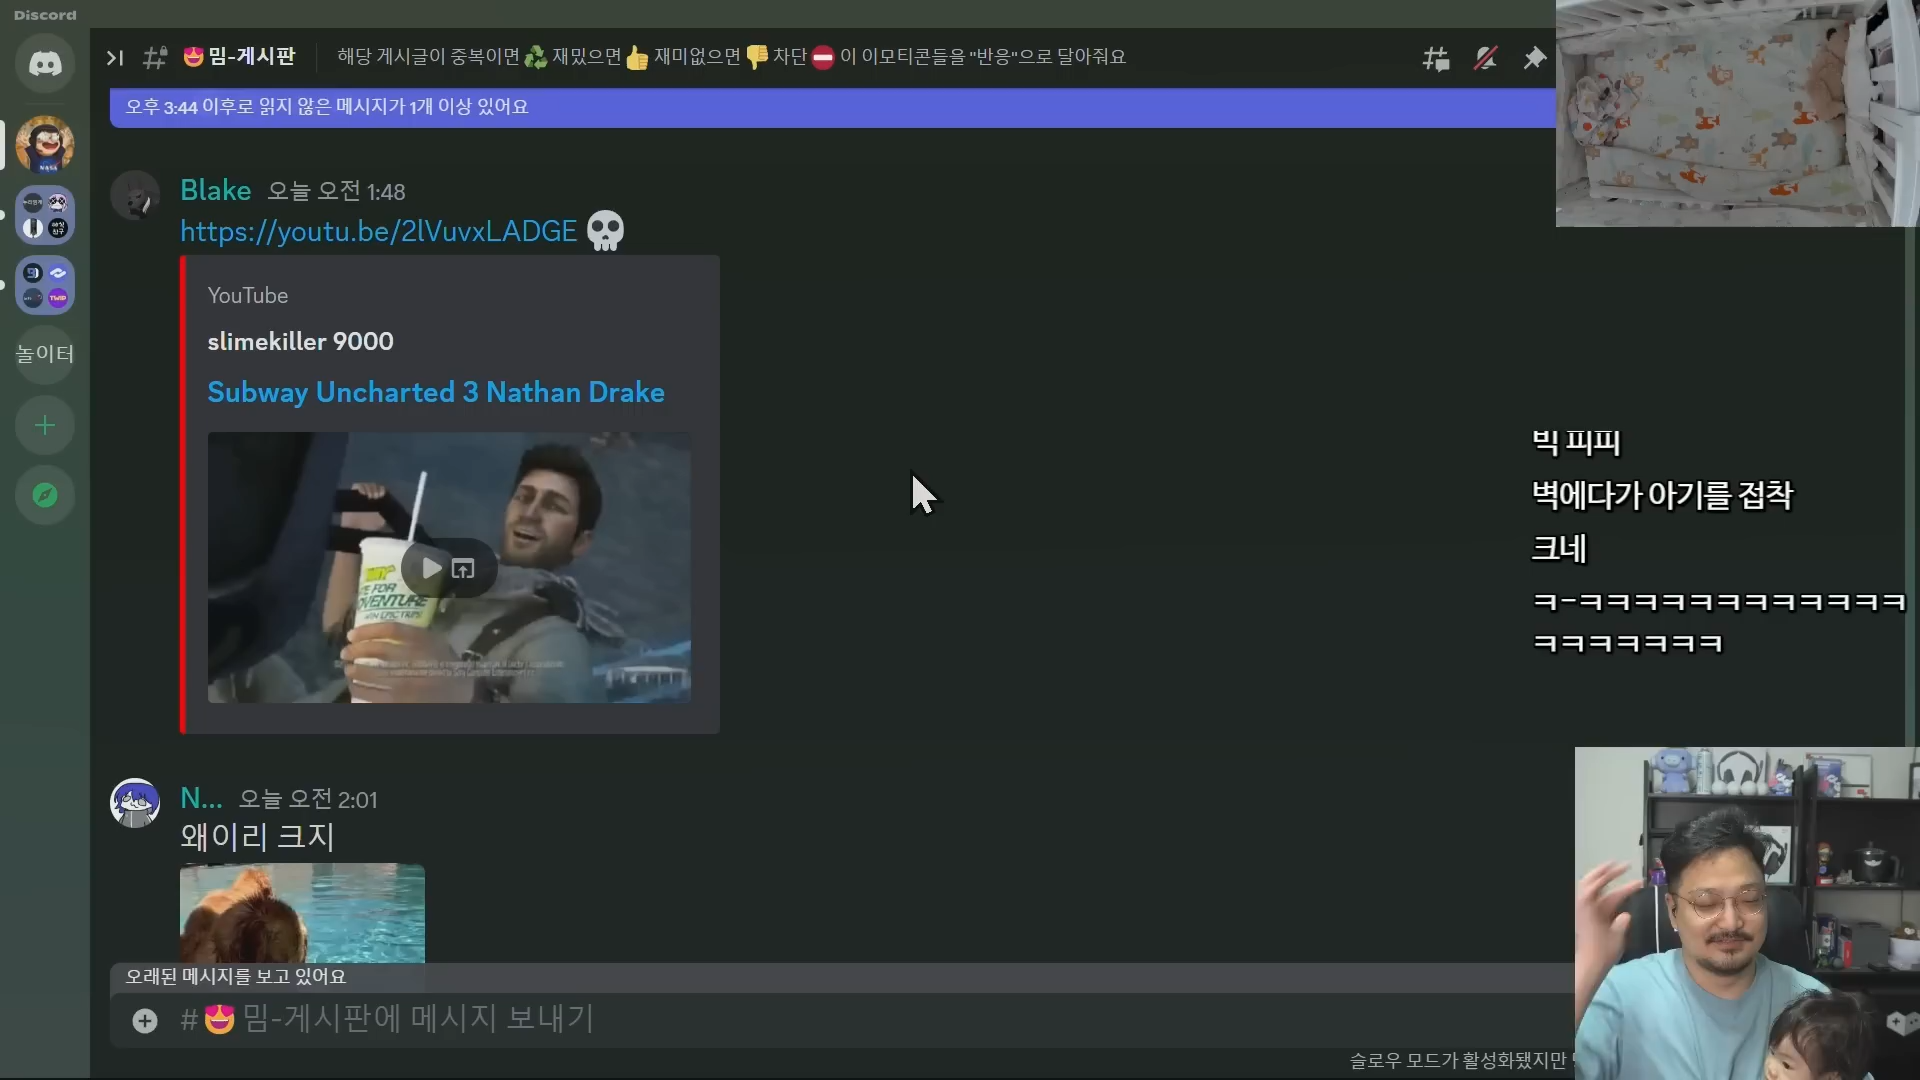 Discord
밈-게시판
해당 게시글이 중복이면 재밌으면 재미없으면 차단 이 이모티콘들을 "반응"으로 달아줘요
오후 3:44 이후로 읽지 않은 메시지가 1개 이상 있어요
Blake 오늘 오전 1:48
https://youtu.be/2lVuvxLADGE
YouTube
slimekiller 9000
Subway Uncharted 3 Nathan Drake
놀이터
빅 피피
벽에다가 아기를 접착
크네
ㅋ-ㅋㅋㅋㅋㅋㅋㅋㅋㅋㅋㅋㅋ
ㅋㅋㅋㅋㅋㅋㅋ
N... 오늘 오전 2:01
왜이리 크지
오래된 메시지를 보고 있어요
#밈-게시판에 메시지 보내기
슬로우 모드가 활성화됐지만